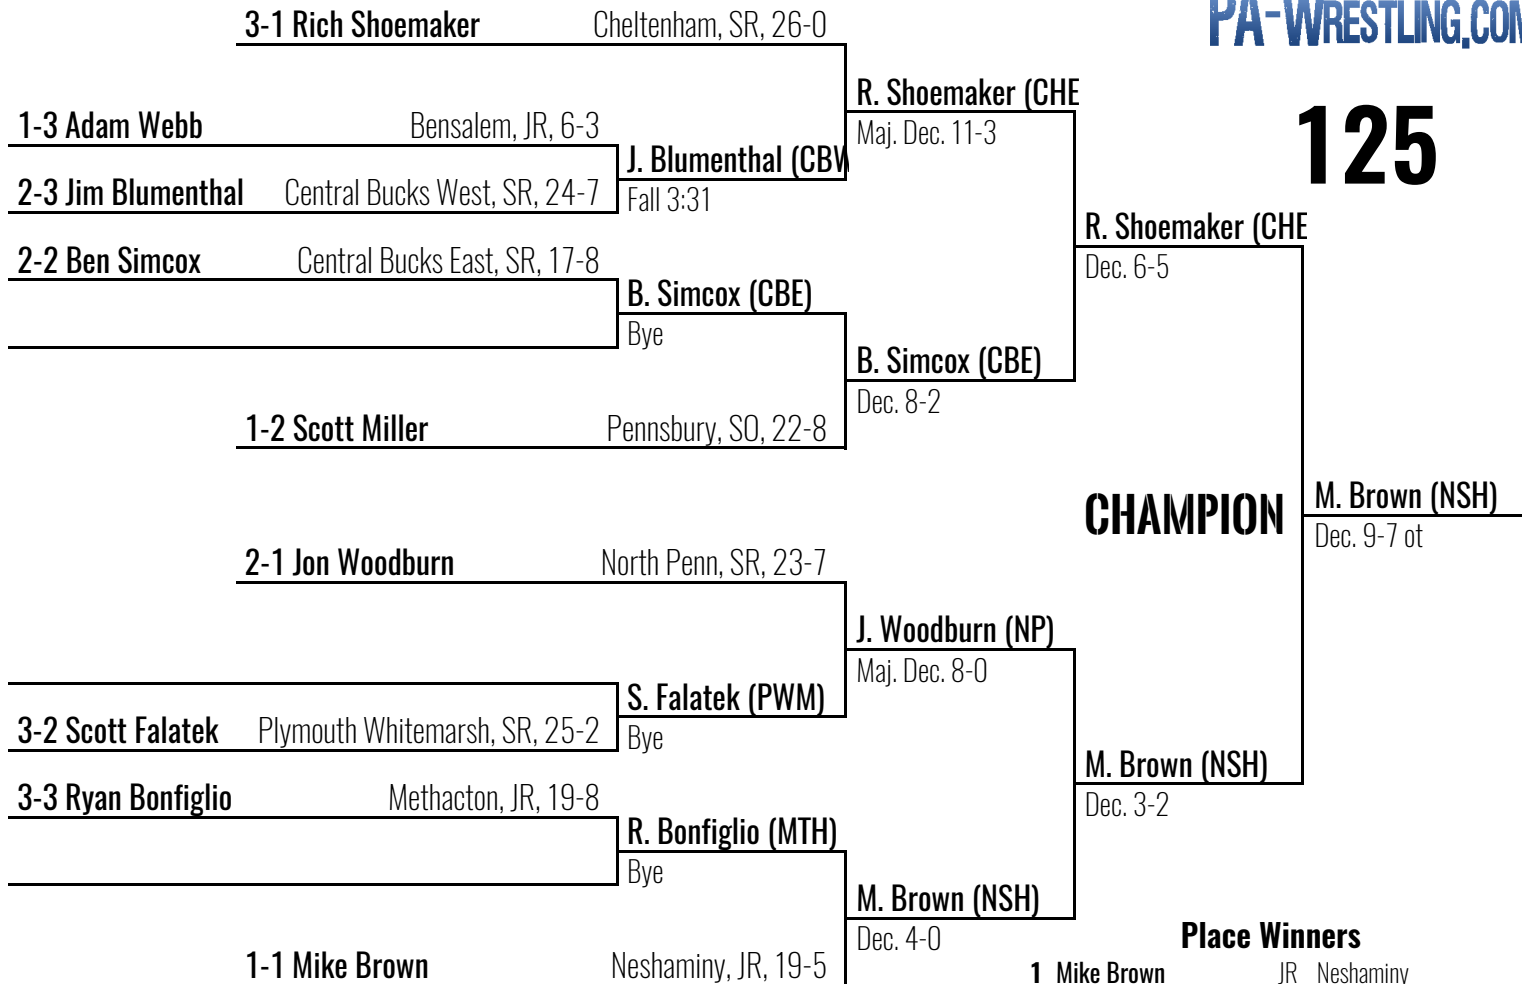 3-1 Rich Shoemaker Cheltenham, SR, 26-0
PA-WRESTLING.COM
R. Shoemaker (CHE
Maj. Dec. 11-3
125
1-3 Adam Webb Bensalem, JR, 6-3
J. Blumenthal (CBW
Fall 3:31
2-3 Jim Blumenthal Central Bucks West, SR, 24-7
R. Shoemaker (CHE
Dec. 6-5
2-2 Ben Simcox Central Bucks East, SR, 17-8
B. Simcox (CBE)
Bye
B. Simcox (CBE)
Dec. 8-2
1-2 Scott Miller Pennsbury, SO, 22-8
CHAMPION
M. Brown (NSH)
Dec. 9-7 ot
2-1 Jon Woodburn North Penn, SR, 23-7
J. Woodburn (NP)
Maj. Dec. 8-0
S. Falatek (PWM)
Bye
3-2 Scott Falatek Plymouth Whitemarsh, SR, 25-2
M. Brown (NSH)
Dec. 3-2
3-3 Ryan Bonfiglio Methacton, JR, 19-8
R. Bonfiglio (MTH)
Bye
M. Brown (NSH)
Dec. 4-0
1-1 Mike Brown Neshaminy, JR, 19-5
Place Winners
1 Mike Brown JR Neshaminy